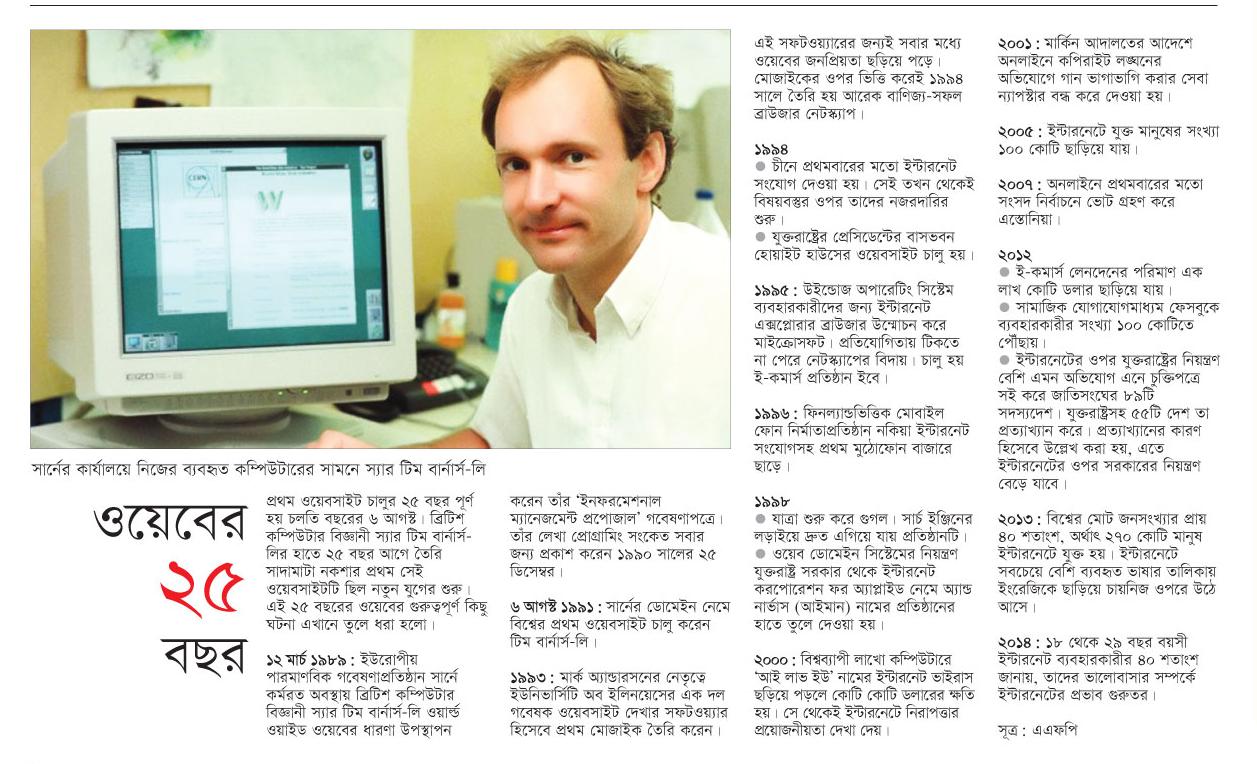 CERN
W
EIZO
সার্নের কার্যালয়ে নিজের ব্যবহৃত কম্পিউটারের সামনে স্যার টিম বার্নার্স-লি
ওয়েবের
২৫
বছর
প্রথম ওয়েবসাইট চালুর ২৫ বছর পূর্ণ
হয় চলতি বছরের ৬ আগস্ট। ব্রিটিশ
কম্পিউটার বিজ্ঞানী স্যার টিম বার্নার্স-
লির হাতে ২৫ বছর আগে তৈরি
সাদামাটা নকশার প্রথম সেই
ওয়েবসাইটটি ছিল নতুন যুগের শুরু।
এই ২৫ বছরের ওয়েবের গুরুত্বপূর্ণ কিছু
ঘটনা এখানে তুলে ধরা হলো।
১২ মার্চ ১৯৮৯ : ইউরোপীয়
পারমাণবিক গবেষণাপ্রতিষ্ঠান সার্নে
কর্মরত অবস্থায় ব্রিটিশ কম্পিউটার
বিজ্ঞানী স্যার টিম বার্নার্স-লি ওয়ার্ল্ড
ওয়াইড ওয়েবের ধারণা উপস্থাপন
করেন তাঁর ‘ইনফরমেশনাল
ম্যানেজমেন্ট প্রপোজাল’ গবেষণাপত্রে।
তাঁর লেখা প্রোগ্রামিং সংকেত সবার
জন্য প্রকাশ করেন ১৯৯০ সালের ২৫
ডিসেম্বর।
৬ আগস্ট ১৯৯১ : সার্নের ডোমেইন নেমে
বিশ্বের প্রথম ওয়েবসাইট চালু করেন
টিম বার্নার্স-লি।
১৯৯৩ : মার্ক অ্যান্ডারসনের নেতৃত্বে
ইউনিভার্সিটি অব ইলিনয়েসের এক দল
গবেষক ওয়েবসাইট দেখার সফটওয়্যার
হিসেবে প্রথম মোজাইক তৈরি করেন।
এই সফটওয়্যারের জন্যই সবার মধ্যে
ওয়েবের জনপ্রিয়তা ছড়িয়ে পড়ে।
মোজাইকের ওপর ভিত্তি করেই ১৯৯৪
সালে তৈরি হয় আরেক বাণিজ্য-সফল
ব্রাউজার নেটস্ক্যাপ।
১৯৯৪
● চীনে প্রথমবারের মতো ইন্টারনেট
সংযোগ দেওয়া হয়। সেই তখন থেকেই
বিষয়বস্তুর ওপর তাদের নজরদারির
শুরু।
● যুক্তরাষ্ট্রের প্রেসিডেন্টের বাসভবন
হোয়াইট হাউসের ওয়েবসাইট চালু হয়।
১৯৯৫ : উইন্ডোজ অপারেটিং সিস্টেম
ব্যবহারকারীদের জন্য ইন্টারনেট
এক্সপ্লোরার ব্রাউজার উন্মোচন করে
মাইক্রোসফট। প্রতিযোগিতায় টিকতে
না পেরে নেটস্ক্যাপের বিদায়। চালু হয়
ই-কমার্স প্রতিষ্ঠান ইবে।
১৯৯৬ : ফিনল্যান্ডভিত্তিক মোবাইল
ফোন নির্মাতাপ্রতিষ্ঠান নকিয়া ইন্টারনেট
সংযোগসহ প্রথম মুঠোফোন বাজারে
ছাড়ে।
১৯৯৮
● যাত্রা শুরু করে গুগল। সার্চ ইঞ্জিনের
লড়াইয়ে দ্রুত এগিয়ে যায় প্রতিষ্ঠানটি।
● ওয়েব ডোমেইন সিস্টেমের নিয়ন্ত্রণ
যুক্তরাষ্ট্র সরকার থেকে ইন্টারনেট
করপোরেশন ফর অ্যাপ্লাইড নেমে অ্যান্ড
নার্ভাস (আইমান) নামের প্রতিষ্ঠানের
হাতে তুলে দেওয়া হয়।
২০০০ : বিশ্বব্যাপী লাখো কম্পিউটারে
‘আই লাভ ইউ’ নামের ইন্টারনেট ভাইরাস
ছড়িয়ে পড়লে কোটি কোটি ডলারের ক্ষতি
হয়। সে থেকেই ইন্টারনেটে নিরাপত্তার
প্রয়োজনীয়তা দেখা দেয়।
২০০১ : মার্কিন আদালতের আদেশে
অনলাইনে কপিরাইট লঙ্ঘনের
অভিযোগে গান ভাগাভাগি করার সেবা
ন্যাপস্টার বন্ধ করে দেওয়া হয়।
২০০৫ : ইন্টারনেটে যুক্ত মানুষের সংখ্যা
১০০ কোটি ছাড়িয়ে যায়।
২০০৭ : অনলাইনে প্রথমবারের মতো
সংসদ নির্বাচনে ভোট গ্রহণ করে
এস্তোনিয়া।
২০১২
● ই-কমার্স লেনদেনের পরিমাণ এক
লাখ কোটি ডলার ছাড়িয়ে যায়।
● সামাজিক যোগাযোগমাধ্যম ফেসবুকে
ব্যবহারকারীর সংখ্যা ১০০ কোটিতে
পৌঁছায়।
● ইন্টারনেটের ওপর যুক্তরাষ্ট্রের নিয়ন্ত্রণ
বেশি এমন অভিযোগ এনে চুক্তিপত্রে
সই করে জাতিসংঘের ৮৯টি
সদস্যদেশ। যুক্তরাষ্ট্রসহ ৫৫টি দেশ তা
প্রত্যাখ্যান করে। প্রত্যাখ্যানের কারণ
হিসেবে উল্লেখ করা হয়, এতে
ইন্টারনেটের ওপর সরকারের নিয়ন্ত্রণ
বেড়ে যাবে।
২০১৩ : বিশ্বের মোট জনসংখ্যার প্রায়
৪০ শতাংশ, অর্থাৎ ২৭০ কোটি মানুষ
ইন্টারনেটে যুক্ত হয়। ইন্টারনেটে
সবচেয়ে বেশি ব্যবহৃত ভাষার তালিকায়
ইংরেজিকে ছাড়িয়ে চায়নিজ ওপরে উঠে
আসে।
২০১৪ : ১৮ থেকে ২৯ বছর বয়সী
ইন্টারনেট ব্যবহারকারীর ৪০ শতাংশ
জানায়, তাদের ভালোবাসার সম্পর্কে
ইন্টারনেটের প্রভাব গুরুতর।
সূত্র : এএফপি